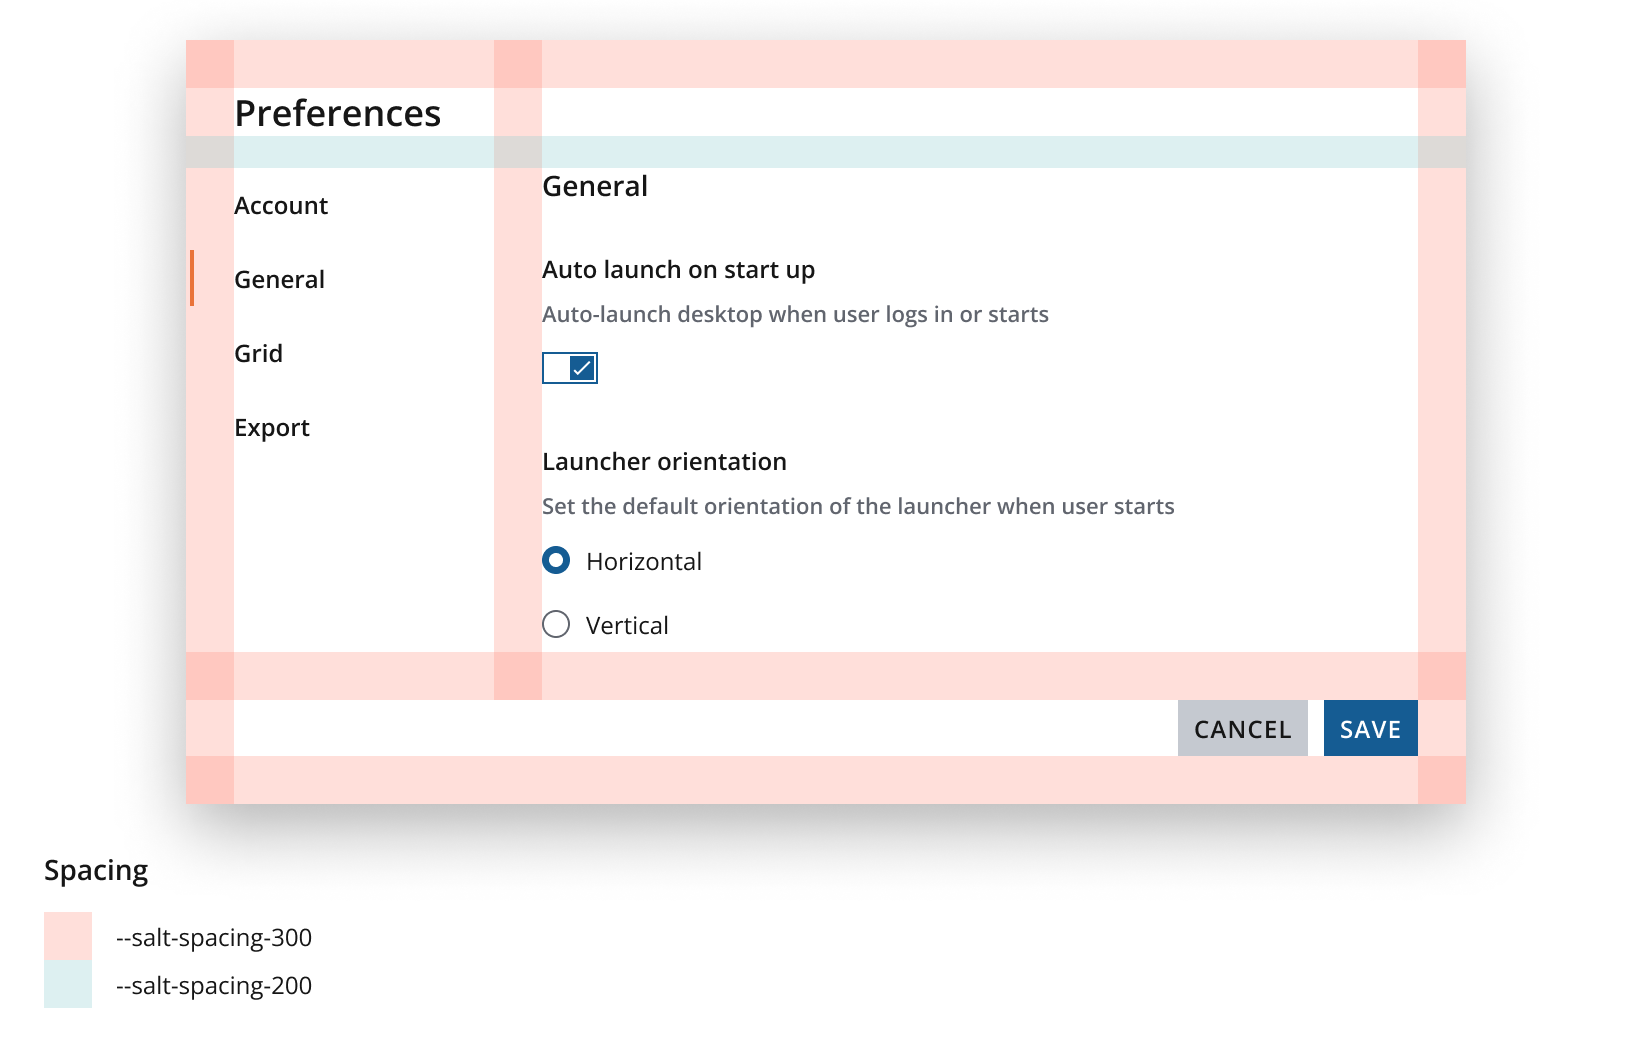 Preferences
Account
General
Grid
Export
General
Auto launch on start up
Auto-launch desktop when user logs in or starts
Launcher orientation
Set the default orientation of the launcher when user starts
Horizontal
Vertical
CANCEL
SAVE
Spacing
--salt-spacing-300
--salt-spacing-200